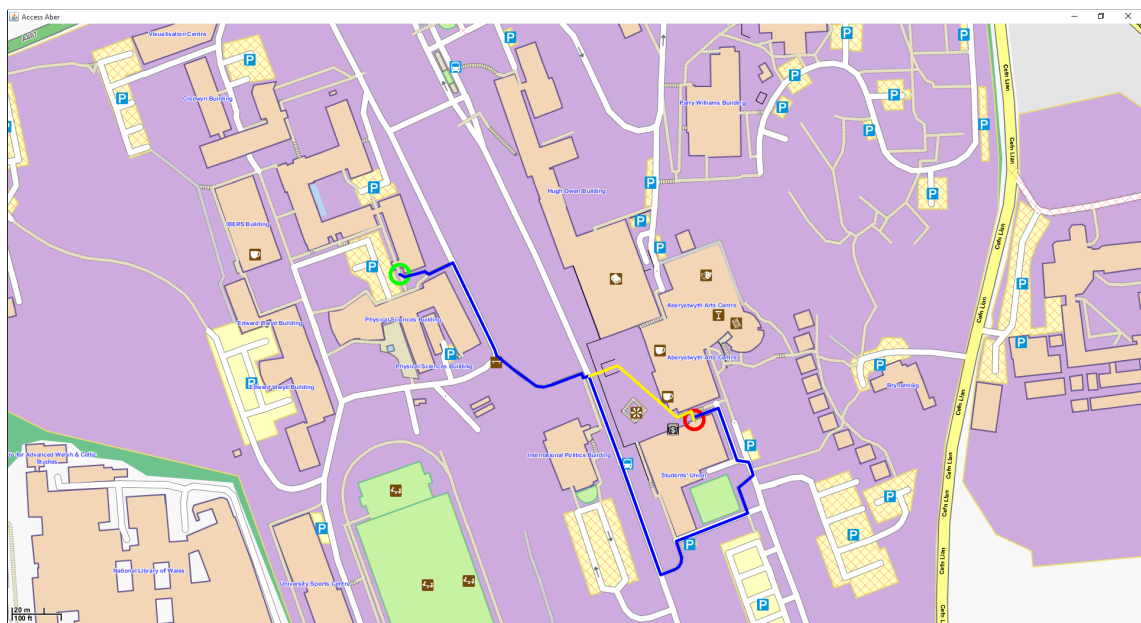 Access Aber
A487
Visualisation Centre
Cledwyn Building
Parry Williams Building
Cefn Llan
Hugh Owen Building
IBERS Building
Cefn Llan
Aberystwyth Arts Centre
Physical Sciences Building
Edward Llwyd Building
Cefn Llan
Aberystwyth Arts Centre
Physical Sciences Building
Edward Llwyd Building
Brynamlwg
Cefn Llan
for Advanced Welsh & Celtic
Studies
International Politics Building
Students' Union
Cefn Llan
National Library of Wales
University Sports Centre
Cefn Llan
20 m
100 ft